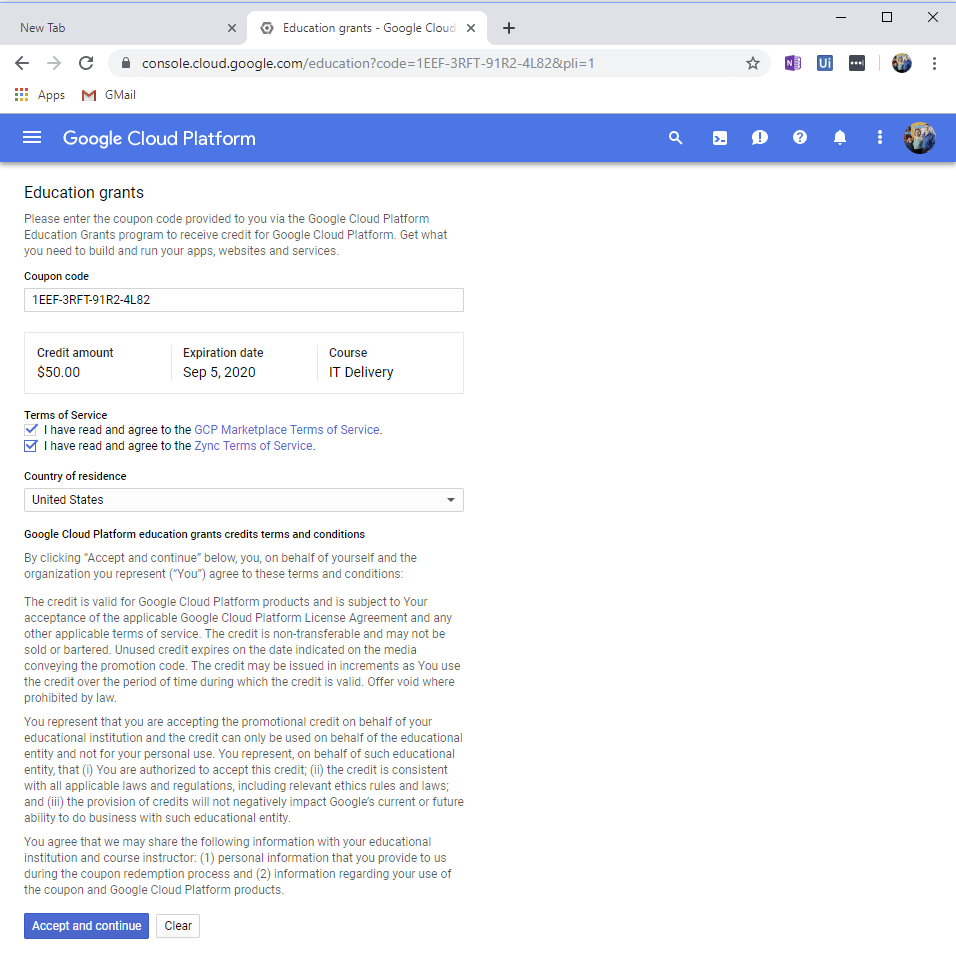 New Tab
Education grants - Google Cloud
console.cloud.google.com/education?code=1EEF-3RFT-91R2-4L82&pli=1
N
Ui
Apps
GMail
Google Cloud Platform
Education grants
Please enter the coupon code provided to you via the Google Cloud Platform
Education Grants program to receive credit for Google Cloud Platform. Get what
you need to build and run your apps, websites and services.
Coupon code
1EEF-3RFT-91R2-4L82
Credit amount
$50.00
Expiration date
Sep 5, 2020
Course
IT Delivery
Terms of Service
I have read and agree to the GCP Marketplace Terms of Service.
I have read and agree to the Zync Terms of Service.
Country of residence
United States
Google Cloud Platform education grants credits terms and conditions
By clicking “Accept and continue” below, you, on behalf of yourself and the
organization you represent (“You”) agree to these terms and conditions:
The credit is valid for Google Cloud Platform products and is subject to Your
acceptance of the applicable Google Cloud Platform License Agreement and any
other applicable terms of service. The credit is non-transferable and may not be
sold or bartered. Unused credit expires on the date indicated on the media
conveying the promotion code. The credit may be issued in increments as You use
the credit over the period of time during which the credit is valid. Offer void where
prohibited by law.
You represent that you are accepting the promotional credit on behalf of your
educational institution and the credit can only be used on behalf of the educational
entity and not for your personal use. You represent, on behalf of such educational
entity, that (i) You are authorized to accept this credit; (ii) the credit is consistent
with all applicable laws and regulations, including relevant ethics rules and laws;
and (iii) the provision of credits will not negatively impact Google’s current or future
ability to do business with such educational entity.
You agree that we may share the following information with your educational
institution and course instructor: (1) personal information that you provide to us
during the coupon redemption process and (2) information regarding your use of
the coupon and Google Cloud Platform products.
Accept and continue
Clear